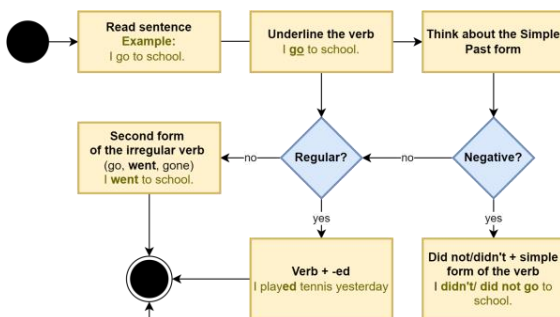 Read sentence
Example:
I go to school.
Underline the verb
I go to school.
Think about the Simple
Past form
Second form
of the irregular verb
(go, went, gone)
I went to school.
Regular?
Negative?
no
no
yes
yes
Verb + -ed
I played tennis yesterday
Did not/didn't + simple
form of the verb
I didn't/ did not go to
school.